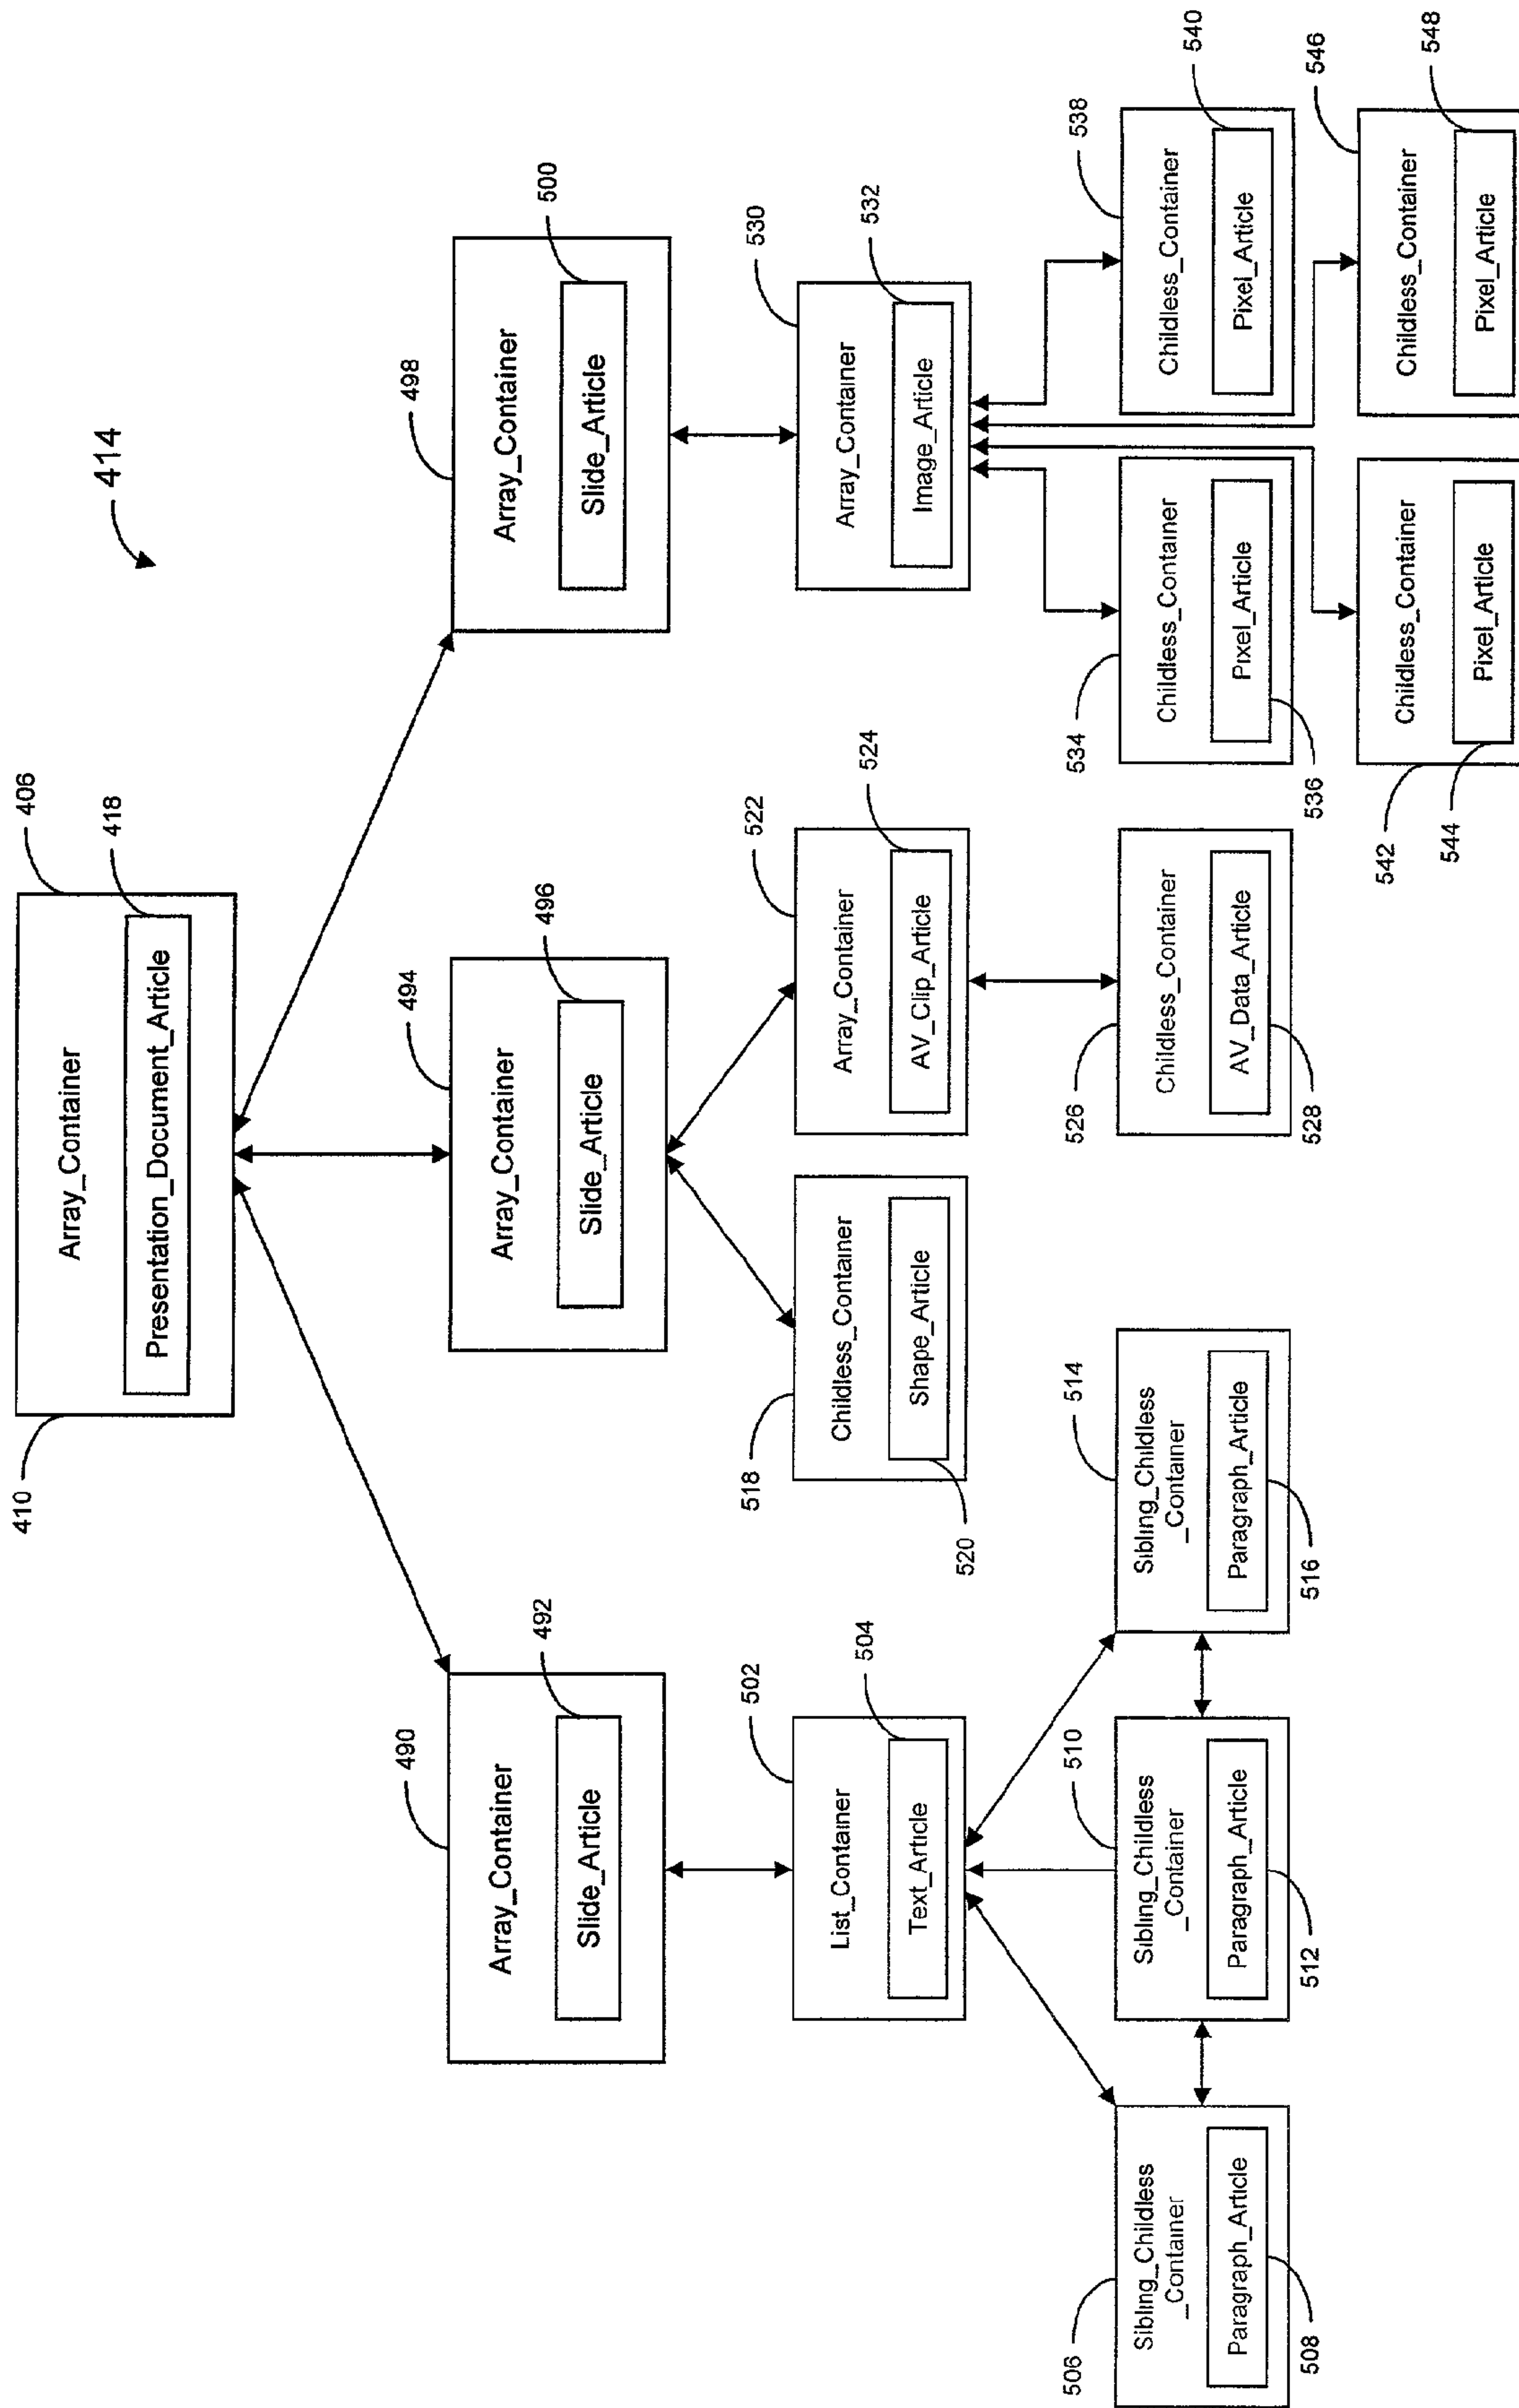 414
406
410
Array_Container
Presentation_Document_Article
418
490
Array_Container
Slide_Article
492
494
Array_Container
Slide_Article
496
498
Array_Container
Slide_Article
500
502
List_Container
Text_Article
504
518
Childless_Container
Shape_Article
520
522
Array_Container
AV_Clip_Article
524
530
Array_Container
Image_Article
532
506
Sibling_Childless
_Container
Paragraph_Article
508
510
Sibling_Childless
_Container
Paragraph_Article
512
514
Sibling_Childless
_Container
Paragraph_Article
516
526
Childless_Container
AV_Data_Article
528
534
Childless_Container
Pixel_Article
536
538
Childless_Container
Pixel_Article
540
542
Childless_Container
Pixel_Article
544
546
Childless_Container
Pixel_Article
548